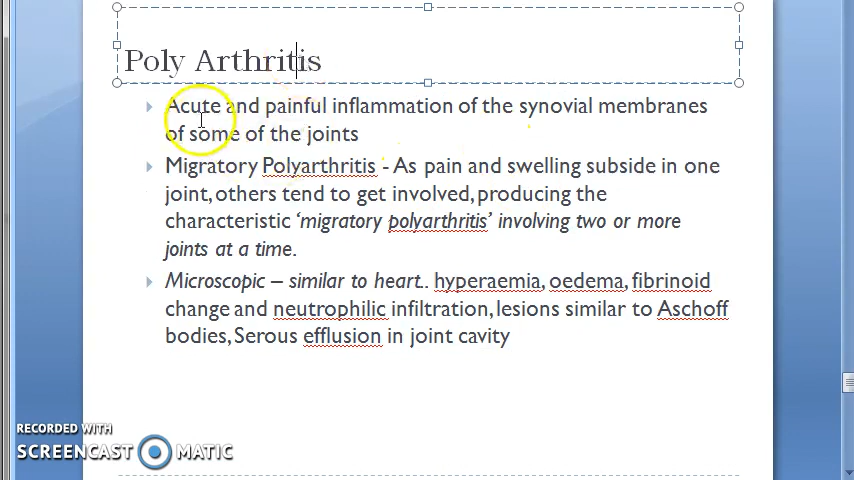 Poly Arthritis
Acute and painful inflammation of the synovial membranes
of some of the joints
Migratory Polyarthritis - As pain and swelling subside in one
joint, others tend to get involved, producing the
characteristic ‘migratory polyarthritis’ involving two or more
joints at a time.
Microscopic – similar to heart.. hyperaemia, oedema, fibrinoid
change and neutrophilic infiltration, lesions similar to Aschoff
bodies, Serous efflusion in joint cavity
RECORDED WITH
SCREENCAST MATIC